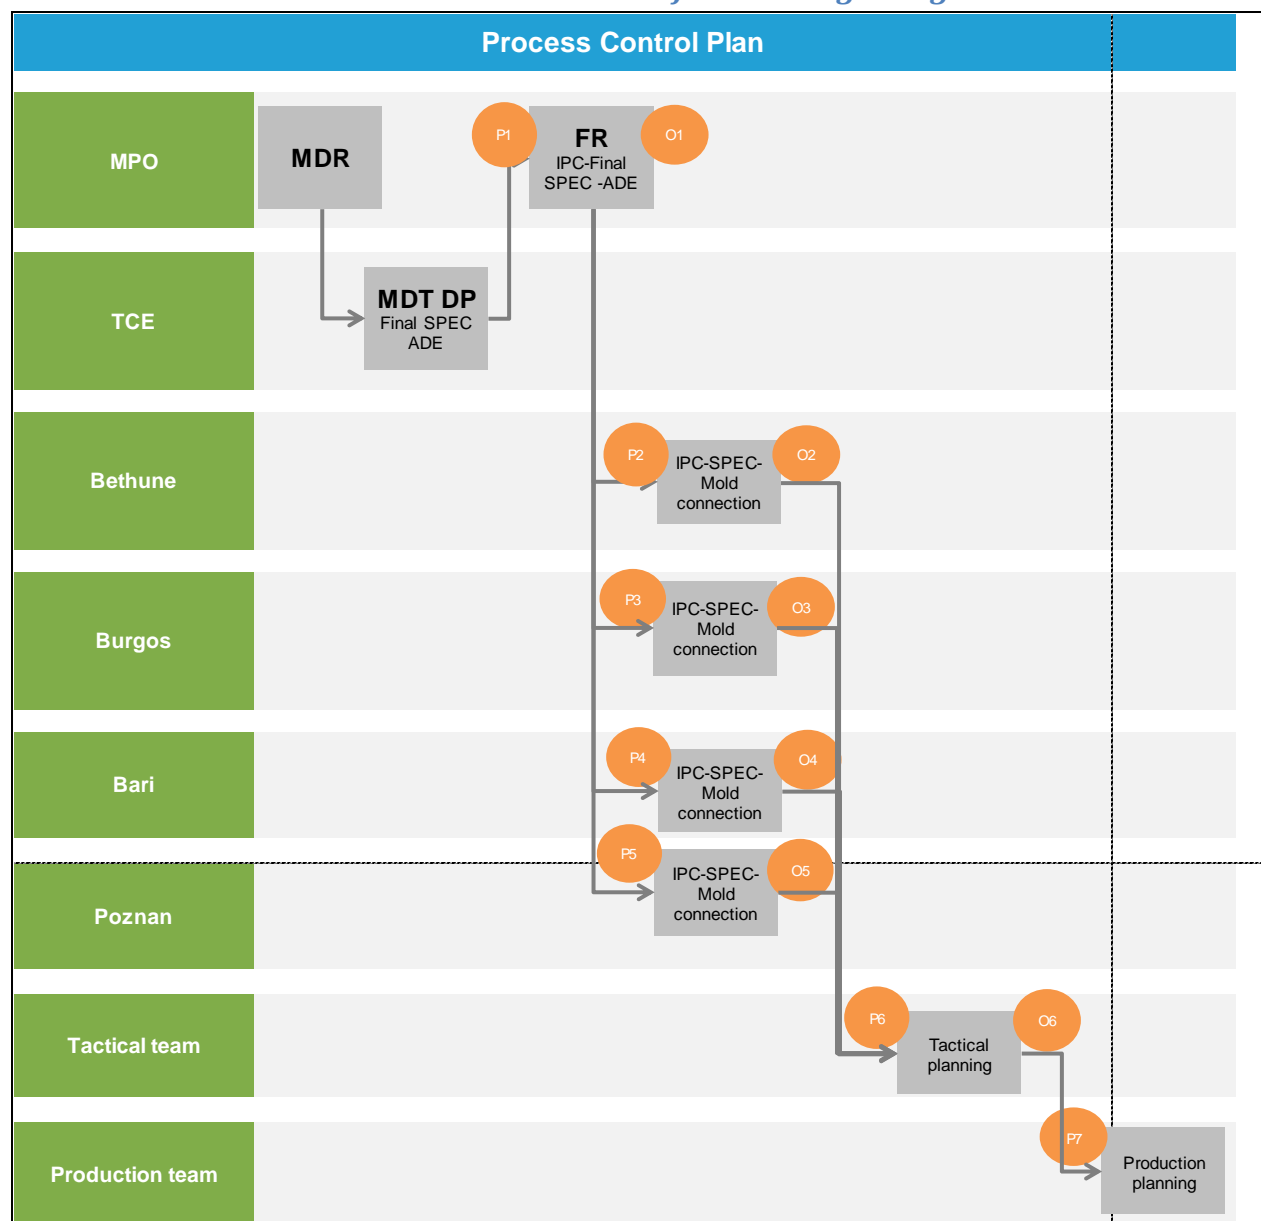 Process Control Plan
MPO
MDR
P1
FR
IPC-Final
SPEC -ADE
O1
TCE
MDT DP
Final SPEC
ADE
Bethune
P2
IPC-SPEC-
Mold
connection
O2
Burgos
P3
IPC-SPEC-
Mold
connection
O3
Bari
P4
IPC-SPEC-
Mold
connection
O4
Poznan
P5
IPC-SPEC-
Mold
connection
O5
Tactical team
P6
Tactical
planning
O6
Production team
P7
Production
planning